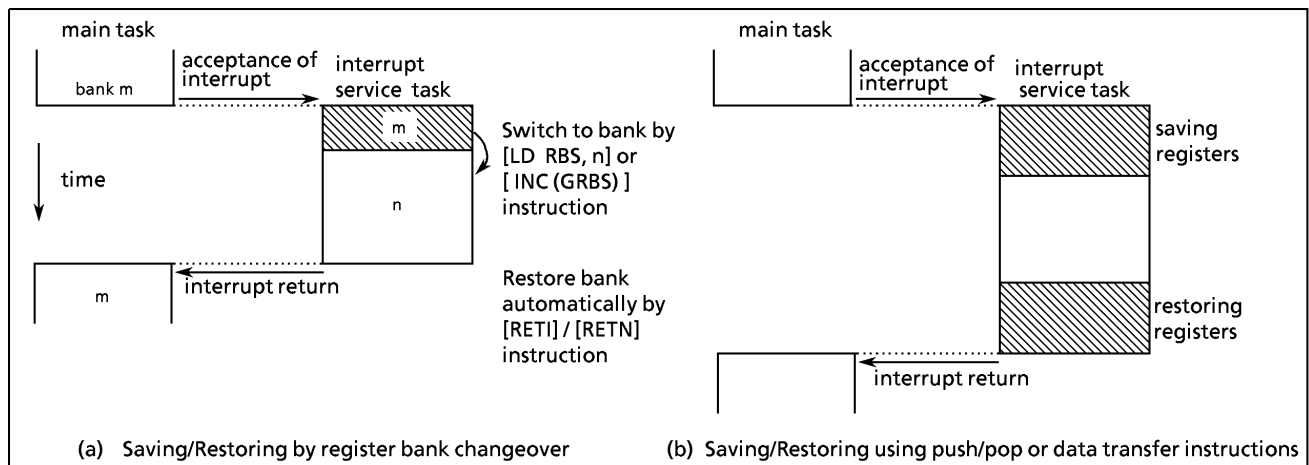 main task
bank m
acceptance of
interrupt
interrupt
service task
m
n
Switch to bank by
[LD RBS, n] or
[ INC (GRBS) ]
instruction
time
m
interrupt return
Restore bank
automatically by
[RETI] / [RETN]
instruction
(a) Saving/Restoring by register bank changeover
main task
acceptance of
interrupt
interrupt
service task
saving
registers
restoring
registers
interrupt return
(b) Saving/Restoring using push/pop or data transfer instructions